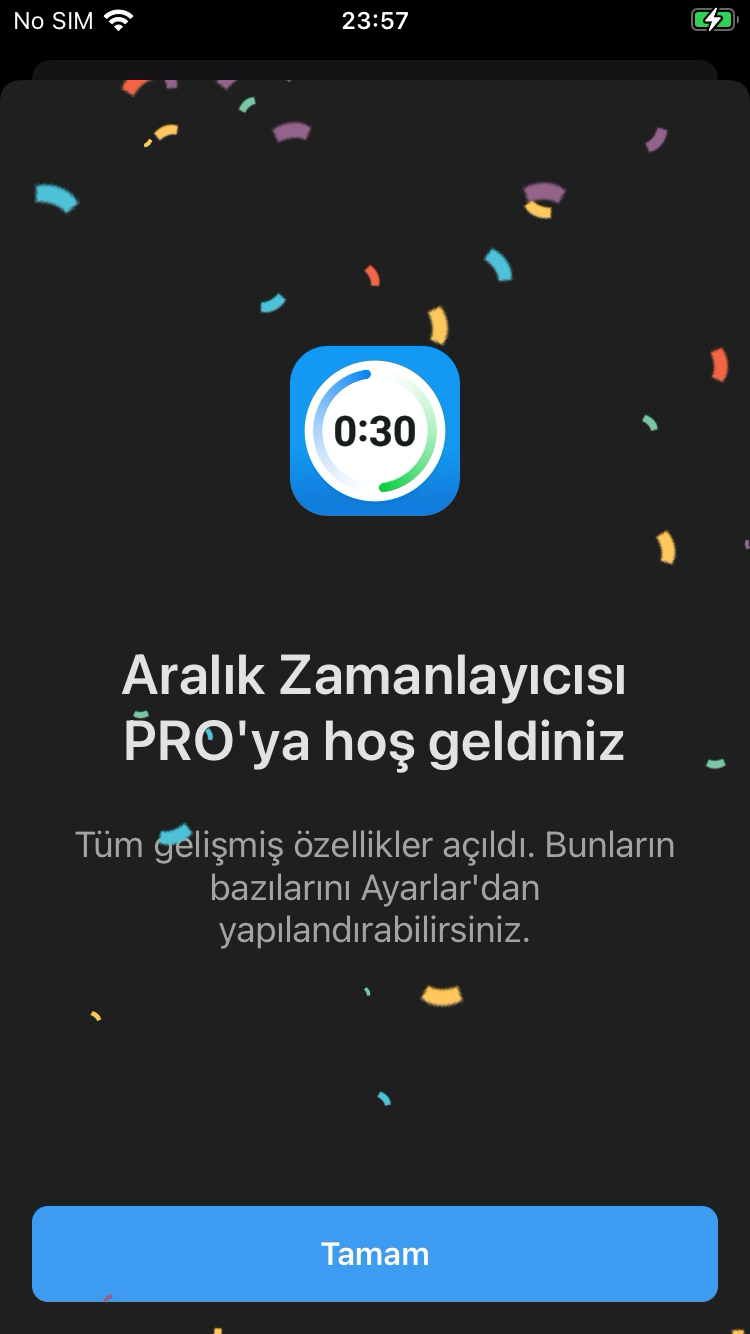 No SIM 23:57
0:30
Aralık Zamanlayıcısı
PRO'ya hoş geldiniz
Tüm gelişmiş özellikler açıldı. Bunların
bazılarını Ayarlar'dan
yapılandırabilirsiniz.
Tamam